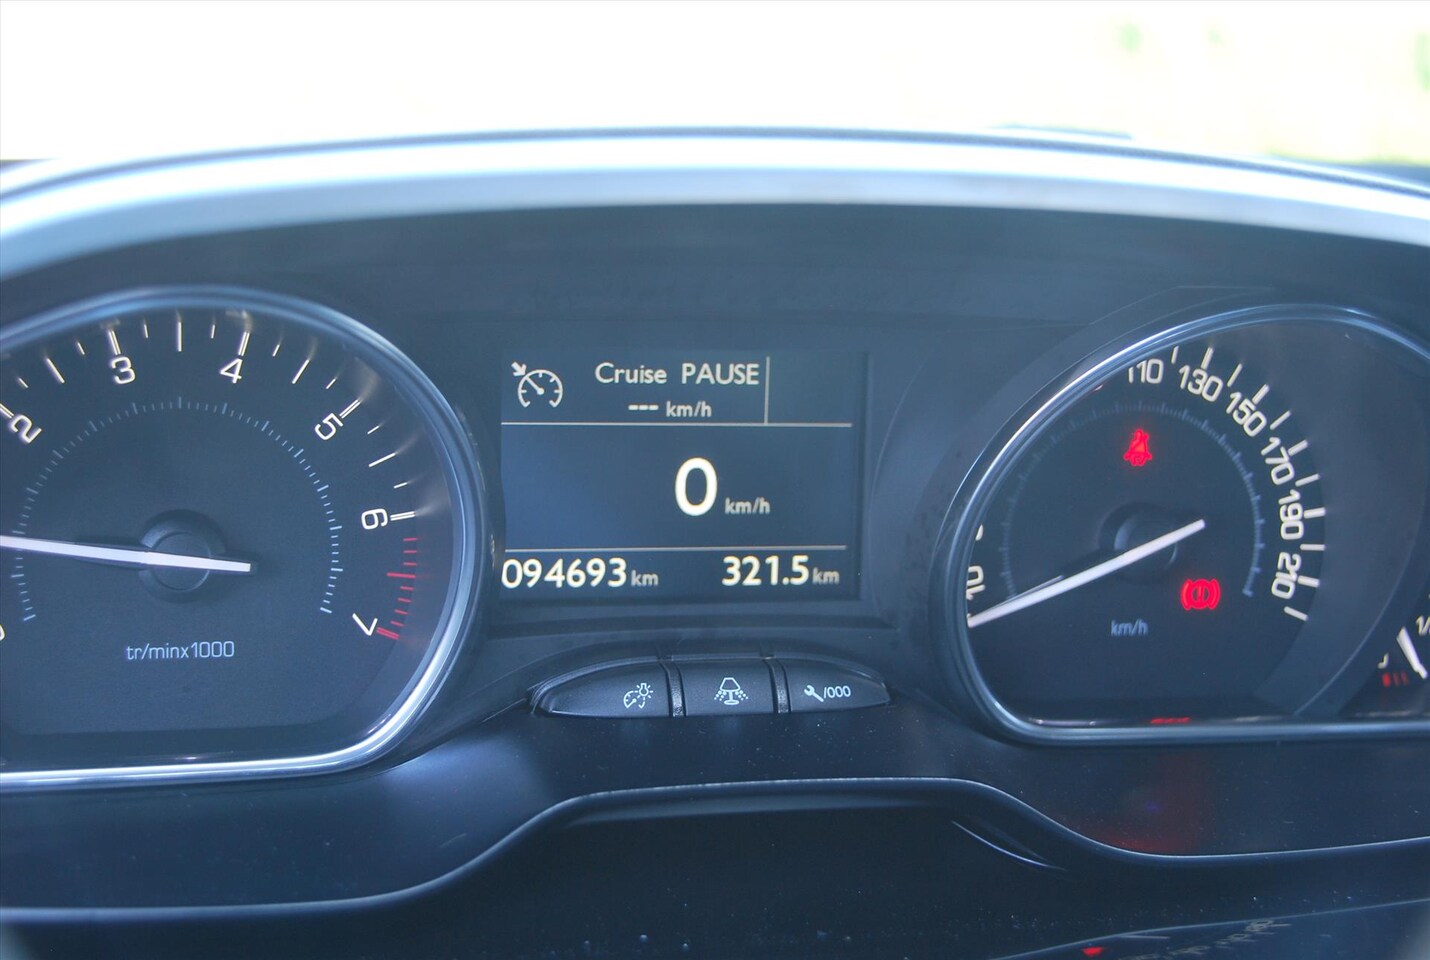 Cruise PAUSE
--- km/h
0 km/h
094693 km 321.5 km
2 3 4 5 6 7
tr/minx1000
10 110 130 150 170 190 210
km/h
/000